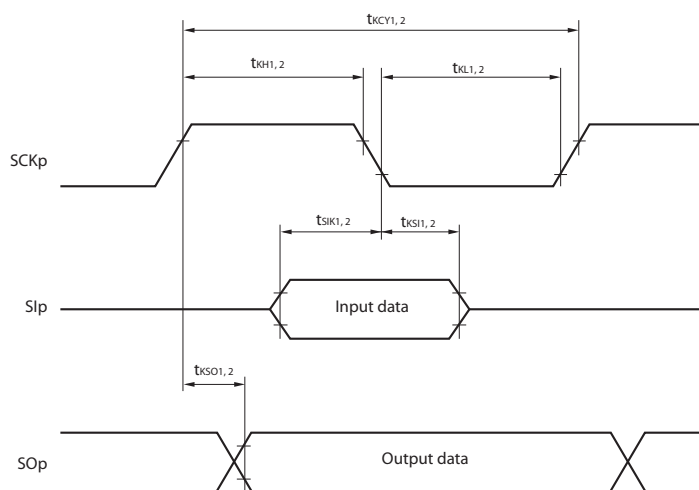 tKCY1, 2
tKH1, 2
tKL1, 2
SCKp
tSIK1, 2
tKSI1, 2
SIp
Input data
tKSO1, 2
SOp
Output data